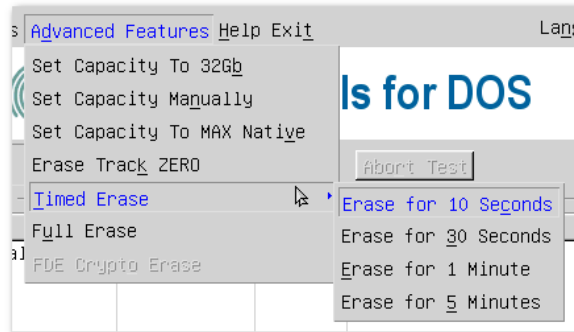 s Advanced Features Help Exit Lan
Set Capacity To 32Gb
Set Capacity Manually
Set Capacity To MAX Native
ls for DOS
Erase Track ZERO
Abort Test
Timed Erase
Full Erase
FDE Crypto Erase
Erase for 10 Seconds
Erase for 30 Seconds
Erase for 1 Minute
Erase for 5 Minutes